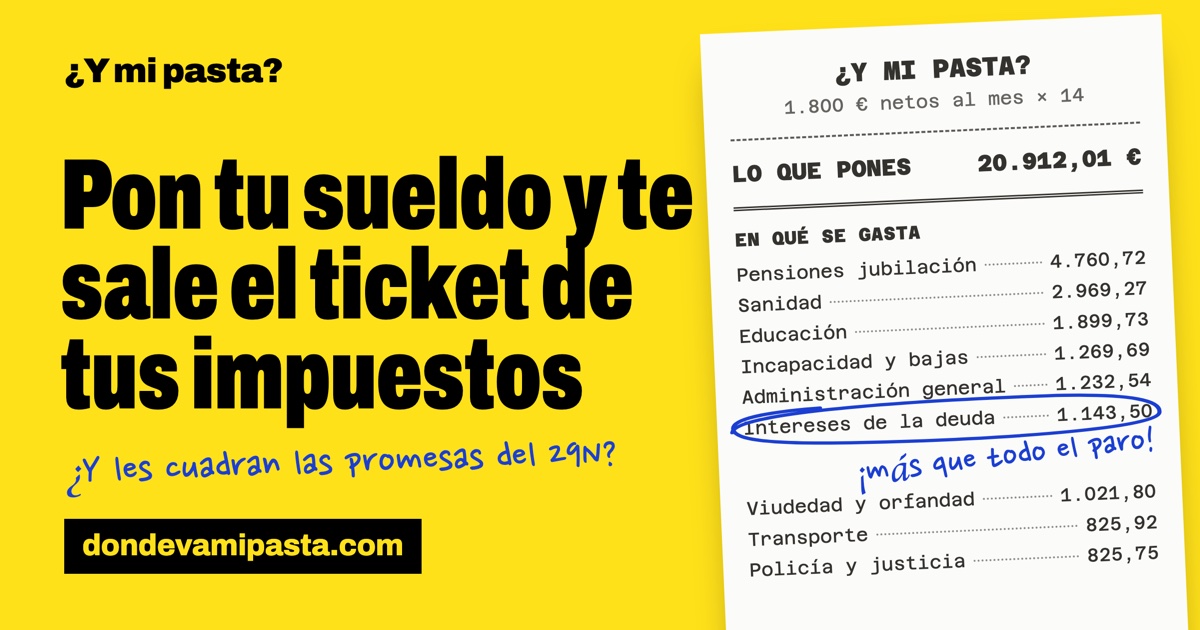 ¿Y mi pasta?
Pon tu sueldo y te
sale el ticket de
tus impuestos
¿Y les cuadran las promesas del 29N?
dondevamipasta.com
¿Y MI PASTA?
1.800 € netos al mes × 14
LO QUE PONES 20.912,01 €
EN QUÉ SE GASTA
Pensiones jubilación 4.760,72
Sanidad 2.969,27
Educación 1.899,73
Incapacidad y bajas 1.269,69
Administración general 1.232,54
Intereses de la deuda 1.143,50
¡más que todo el paro!
Viudedad y orfandad 1.021,80
Transporte 825,92
Policía y justicia 825,75